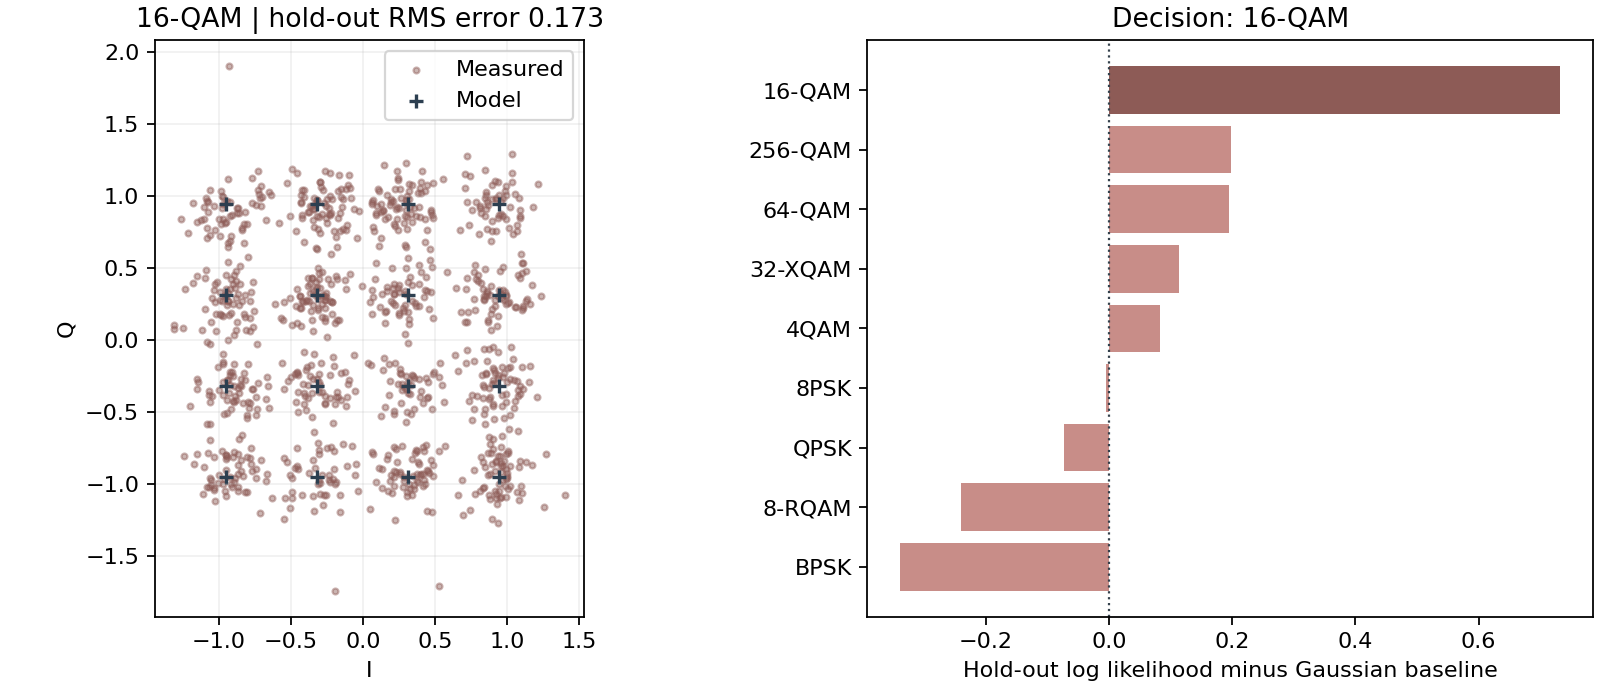 16-QAM | hold-out RMS error 0.173
Measured
Model
2.0
1.5
1.0
0.5
0.0
−0.5
−1.0
−1.5
Q
−1.0 −0.5 0.0 0.5 1.0 1.5
I
Decision: 16-QAM
16-QAM
256-QAM
64-QAM
32-XQAM
4QAM
8PSK
QPSK
8-RQAM
BPSK
−0.2 0.0 0.2 0.4 0.6
Hold-out log likelihood minus Gaussian baseline